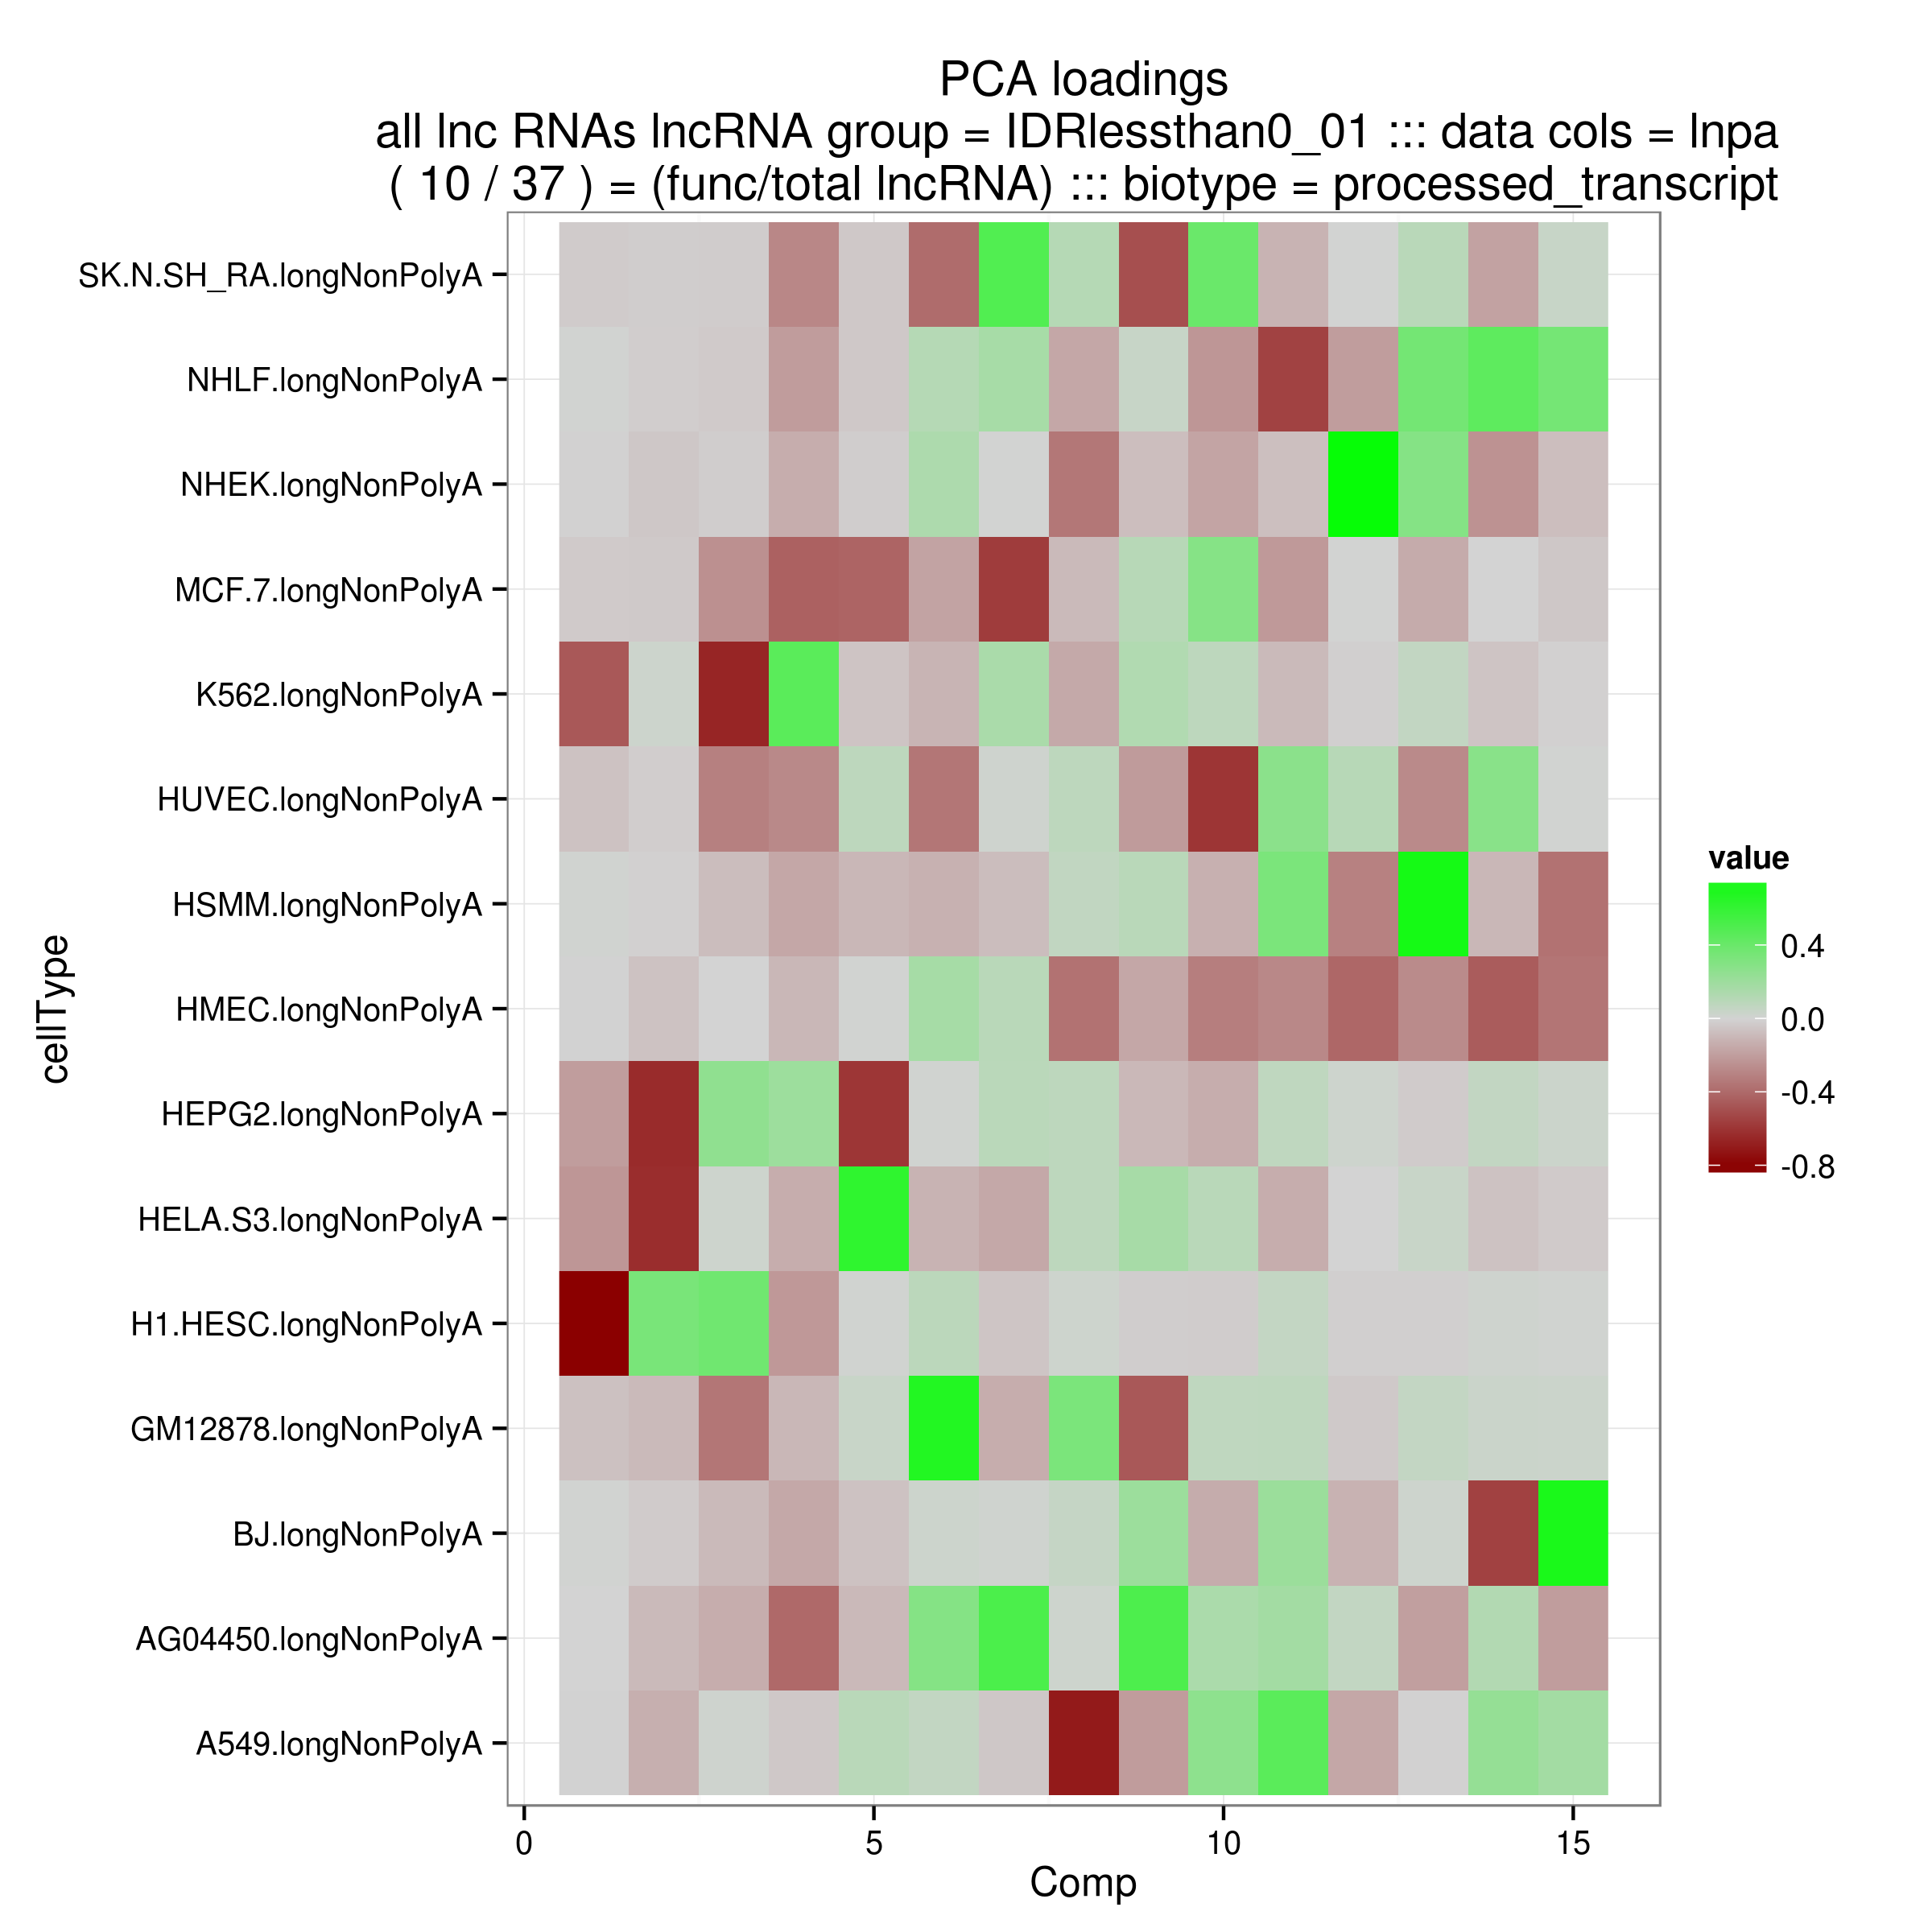 PCA loadings
all lnc RNAs lncRNA group = IDRlessthan0_01 ::: data cols = lnpa
( 10 / 37 ) = (func/total lncRNA) ::: biotype = processed_transcript
SK.N.SH_RA.longNonPolyA
NHLF.longNonPolyA
NHEK.longNonPolyA
MCF.7.longNonPolyA
K562.longNonPolyA
HUVEC.longNonPolyA
HSMM.longNonPolyA
HMEC.longNonPolyA
HEPG2.longNonPolyA
HELA.S3.longNonPolyA
H1.HESC.longNonPolyA
GM12878.longNonPolyA
BJ.longNonPolyA
AG04450.longNonPolyA
A549.longNonPolyA
cellType
0 5 10 15
Comp
value
0.4
0.0
-0.4
-0.8